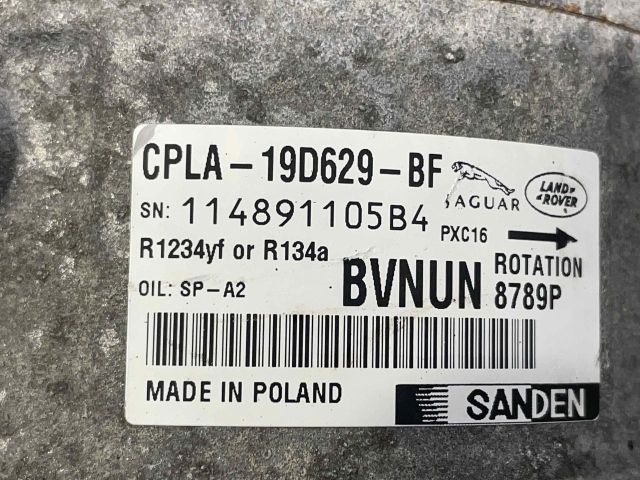 CPLA-19D629-BF
JAGUAR
LAND ROVER
SN: 114891105B4
PXC16
R1234yf or R134a
ROTATION
OIL: SP-A2
BVNUN
8789P
MADE IN POLAND
SANDEN